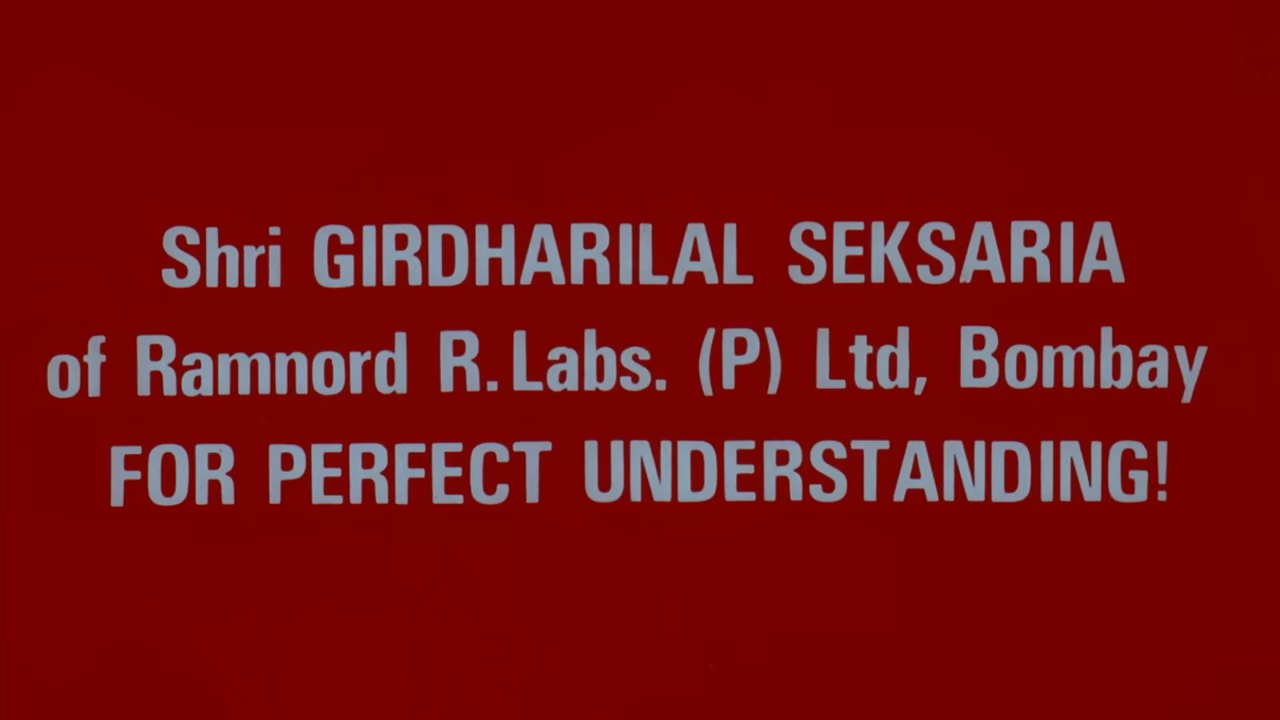 Shri GIRDHARILAL SEKSARIA
of Ramnord R. Labs. (P) Ltd, Bombay
FOR PERFECT UNDERSTANDING!